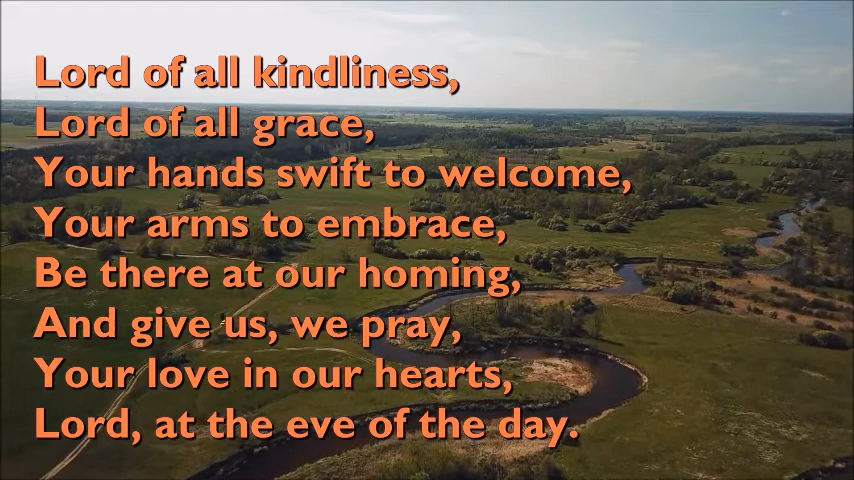 Lord of all kindliness,
Lord of all grace,
Your hands swift to welcome,
Your arms to embrace,
Be there at our homing,
And give us, we pray,
Your love in our hearts,
Lord, at the eve of the day.